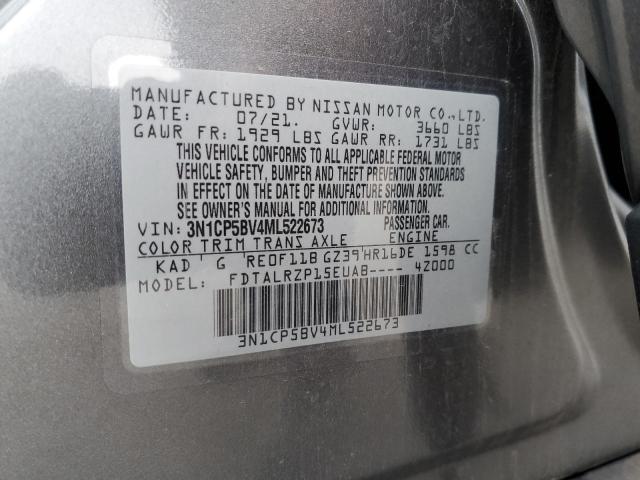 MANUFACTURED BY NISSAN MOTOR CO.,LTD.
DATE: 07/21. GVWR: 3660 LBS
GAWR FR: 1929 LBS GAWR RR: 1731 LBS
THIS VEHICLE CONFORMS TO ALL APPLICABLE FEDERAL MOTOR
VEHICLE SAFETY, BUMPER AND THEFT PREVENTION STANDARDS
IN EFFECT ON THE DATE OF MANUFACTURE SHOWN ABOVE.
SEE OWNER'S MANUAL FOR ADDITIONAL INFORMATION.
VIN: 3N1CP5BV4ML522673 PASSENGER CAR.
COLOR TRIM TRANS AXLE ENGINE
KAD' G 'RE0F11B GZ39'HR16DE 1598 CC
MODEL: FDTALRZP15EUAB---- 42000
3N1CP5BV4ML522673